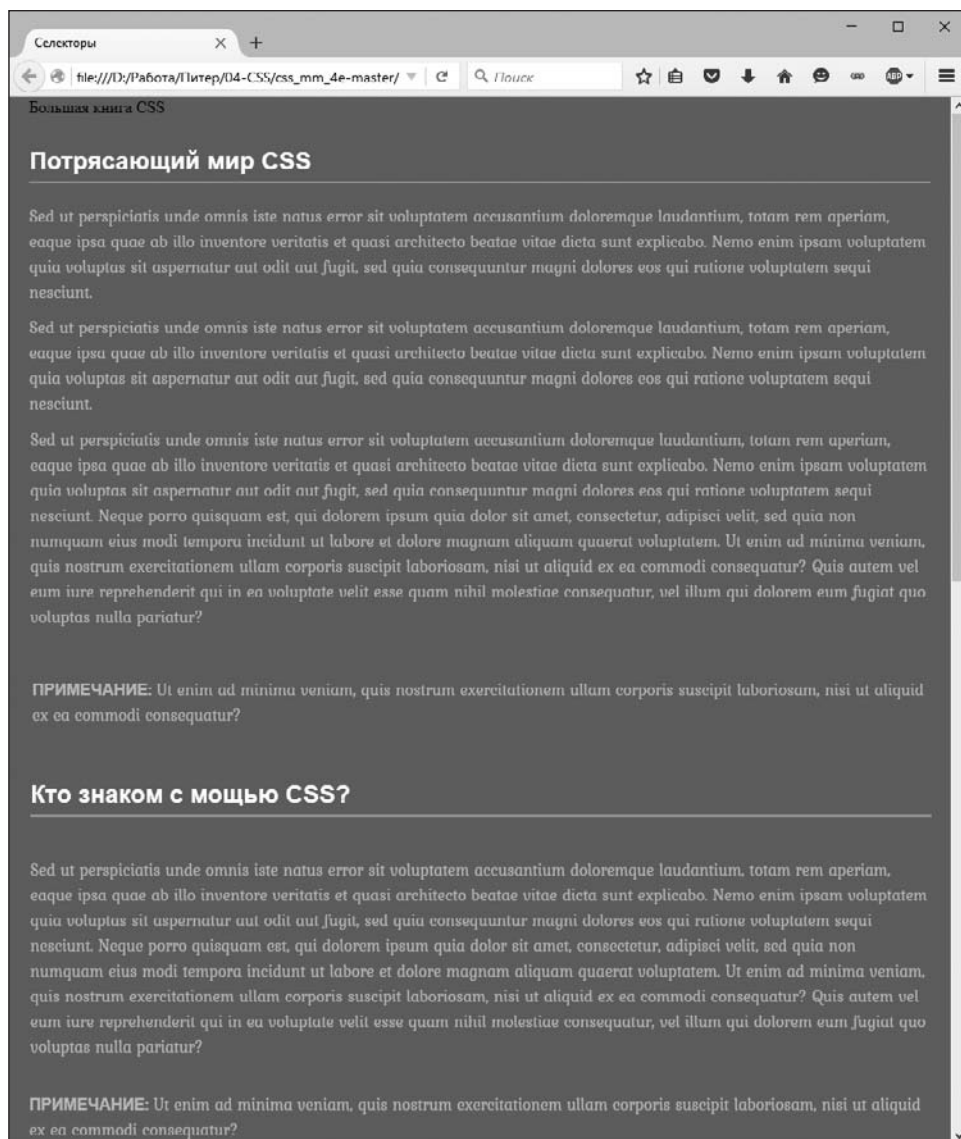 Селекторы
file:///D:/Работа/Питер/04-CSS/css_mm_4e-master/
Поиск
ABP
Большая книга CSS
Потрясающий мир CSS
Sed ut perspiciatis unde omnis iste natus error sit voluptatem accusantium doloremque laudantium, totam rem aperiam,
eaque ipsa quae ab illo inventore veritatis et quasi architecto beatae vitae dicta sunt explicabo. Nemo enim ipsam voluptatem
quia voluptas sit aspernatur aut odit aut fugit, sed quia consequuntur magni dolores eos qui ratione voluptatem sequi
nesciunt.
Sed ut perspiciatis unde omnis iste natus error sit voluptatem accusantium doloremque laudantium, totam rem aperiam,
eaque ipsa quae ab illo inventore veritatis et quasi architecto beatae vitae dicta sunt explicabo. Nemo enim ipsam voluptatem
quia voluptas sit aspernatur aut odit aut fugit, sed quia consequuntur magni dolores eos qui ratione voluptatem sequi
nesciunt.
Sed ut perspiciatis unde omnis iste natus error sit voluptatem accusantium doloremque laudantium, totam rem aperiam,
eaque ipsa quae ab illo inventore veritatis et quasi architecto beatae vitae dicta sunt explicabo. Nemo enim ipsam voluptatem
quia voluptas sit aspernatur aut odit aut fugit, sed quia consequuntur magni dolores eos qui ratione voluptatem sequi
nesciunt. Neque porro quisquam est, qui dolorem ipsum quia dolor sit amet, consectetur, adipisci velit, sed quia non
numquam eius modi tempora incidunt ut labore et dolore magnam aliquam quaerat voluptatem. Ut enim ad minima veniam,
quis nostrum exercitationem ullam corporis suscipit laboriosam, nisi ut aliquid ex ea commodi consequatur? Quis autem vel
eum iure reprehenderit qui in ea voluptate velit esse quam nihil molestiae consequatur, vel illum qui dolorem eum fugiat quo
voluptas nulla pariatur?
ПРИМЕЧАНИЕ: Ut enim ad minima veniam, quis nostrum exercitationem ullam corporis suscipit laboriosam, nisi ut aliquid
ex ea commodi consequatur?
Кто знаком с мощью CSS?
Sed ut perspiciatis unde omnis iste natus error sit voluptatem accusantium doloremque laudantium, totam rem aperiam,
eaque ipsa quae ab illo inventore veritatis et quasi architecto beatae vitae dicta sunt explicabo. Nemo enim ipsam voluptatem
quia voluptas sit aspernatur aut odit aut fugit, sed quia consequuntur magni dolores eos qui ratione voluptatem sequi
nesciunt. Neque porro quisquam est, qui dolorem ipsum quia dolor sit amet, consectetur, adipisci velit, sed quia non
numquam eius modi tempora incidunt ut labore et dolore magnam aliquam quaerat voluptatem. Ut enim ad minima veniam,
quis nostrum exercitationem ullam corporis suscipit laboriosam, nisi ut aliquid ex ea commodi consequatur? Quis autem vel
eum iure reprehenderit qui in ea voluptate velit esse quam nihil molestiae consequatur, vel illum qui dolorem eum fugiat quo
voluptas nulla pariatur?
ПРИМЕЧАНИЕ: Ut enim ad minima veniam, quis nostrum exercitationem ullam corporis suscipit laboriosam, nisi ut aliquid
ex ea commodi consequatur?